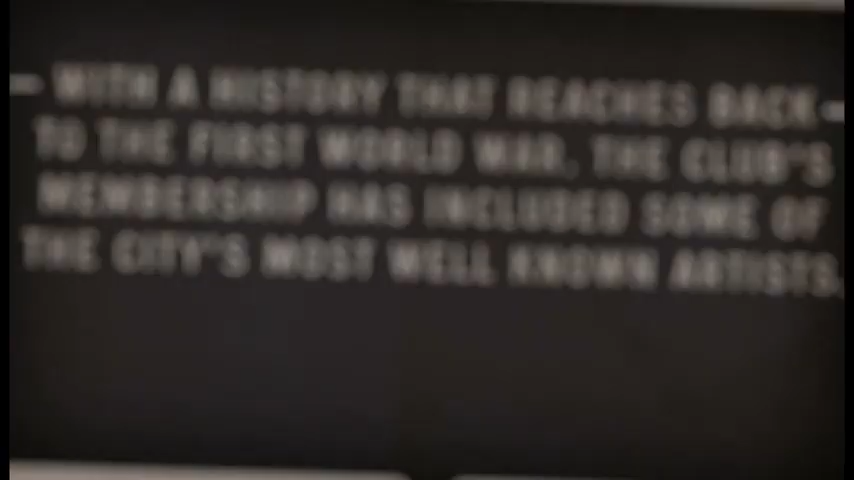 WITH A HISTORY THAT REACHES BACK
TO THE FIRST WORLD WAR, THE CLUB'S
MEMBERSHIP HAS INCLUDED SOME OF
THE CITY'S MOST WELL KNOWN ARTISTS.